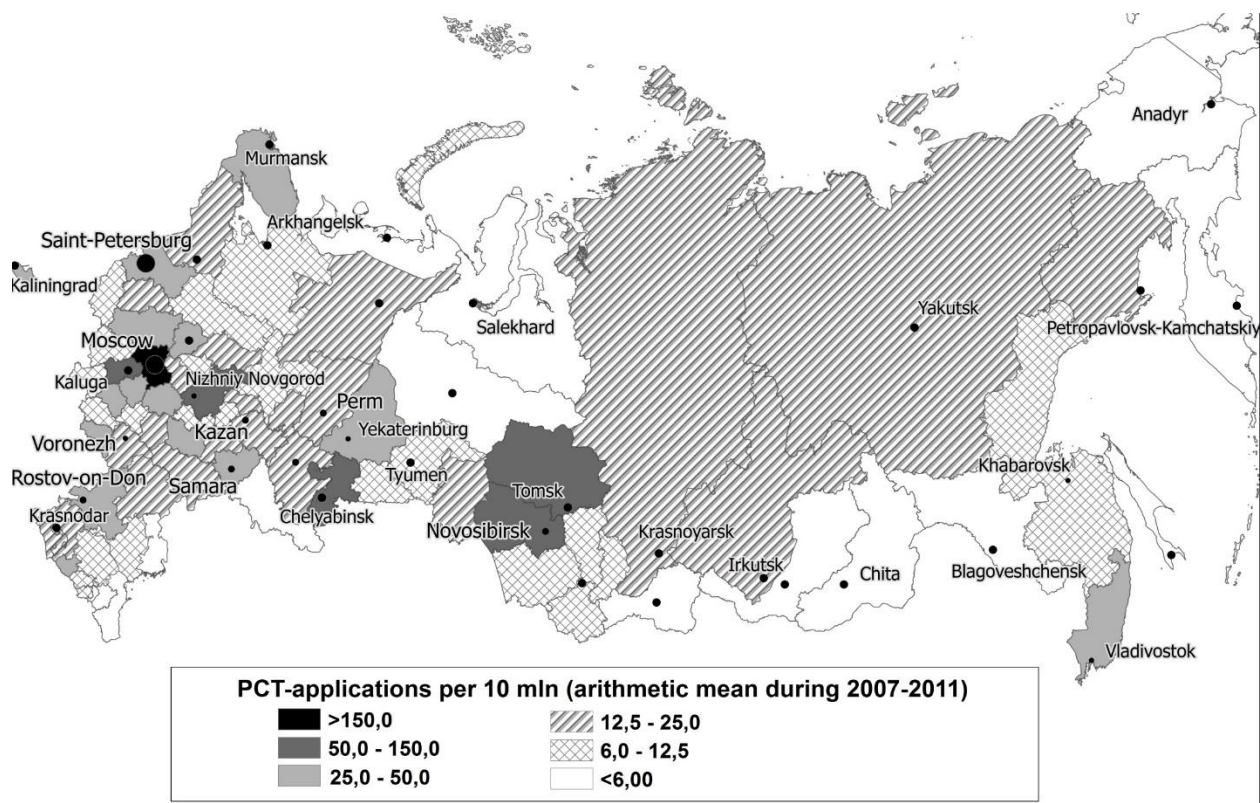 Anadyr
Murmansk
Arkhangelsk
Saint-Petersburg
Kaliningrad
Salekhard
Yakutsk
Petropavlovsk-Kamchatskiy
Moscow
Kaluga
Nizhniy Novgorod
Perm
Voronezh
Kazan
Yekaterinburg
Khabarovsk
Rostov-on-Don
Samara
Tyumen
Tomsk
Krasnodar
Chelyabinsk
Novosibirsk
Krasnoyarsk
Irkutsk
Chita
Blagoveshchensk
Vladivostok
PCT-applications per 10 mln (arithmetic mean during 2007-2011)
>150,0
12,5 - 25,0
50,0 - 150,0
6,0 - 12,5
25,0 - 50,0
<6,00